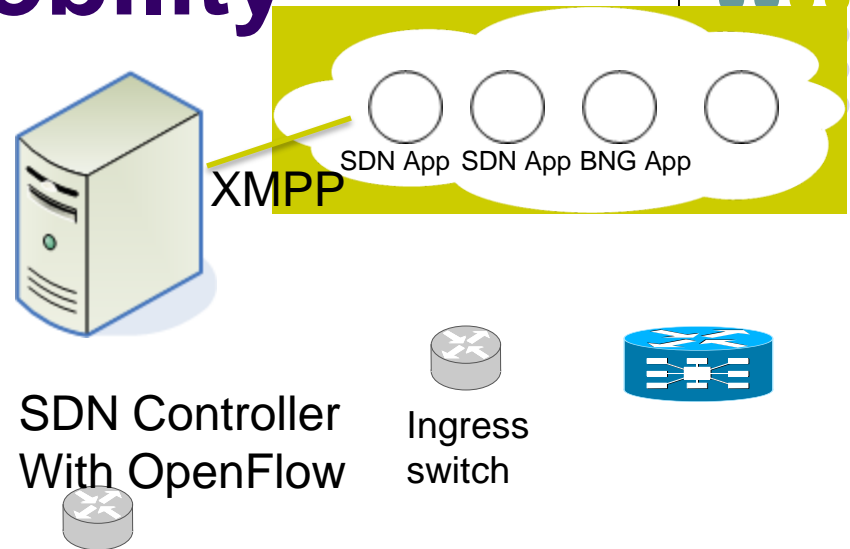 SDN App SDN App BNG App
XMPP
SDN Controller
With OpenFlow
Ingress
switch